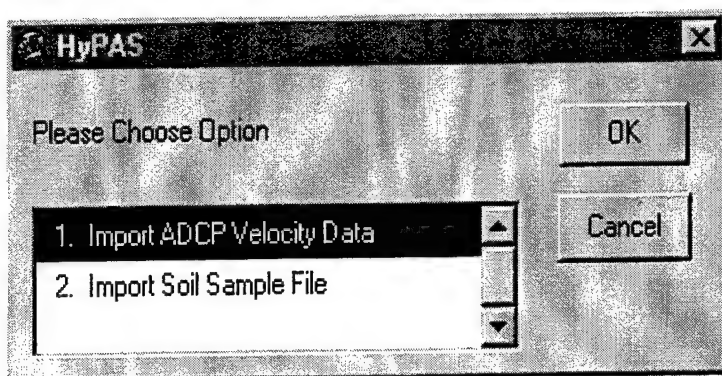 HyPAS
Please Choose Option
OK
1. Import ADCP Velocity Data
Cancel
2. Import Soil Sample File